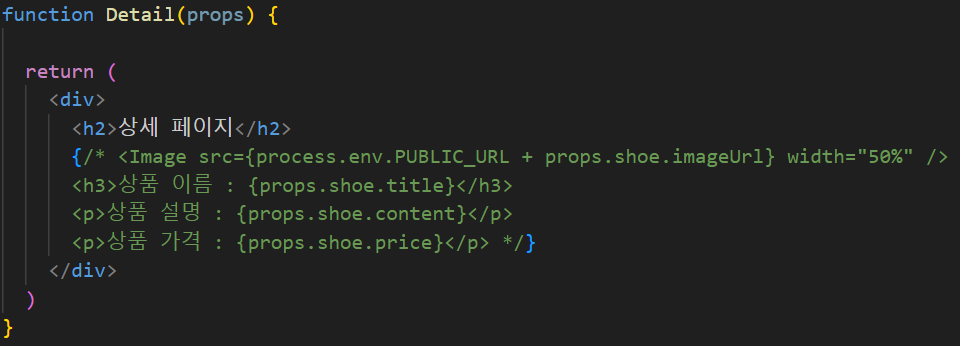 function Detail(props) {
return (
<div>
<h2>상세 페이지</h2>
{/* <Image src={process.env.PUBLIC_URL + props.shoe.imageUrl} width="50%" />
<h3>상품 이름 : {props.shoe.title}</h3>
<p>상품 설명 : {props.shoe.content}</p>
<p>상품 가격 : {props.shoe.price}</p> */}
</div>
)
}